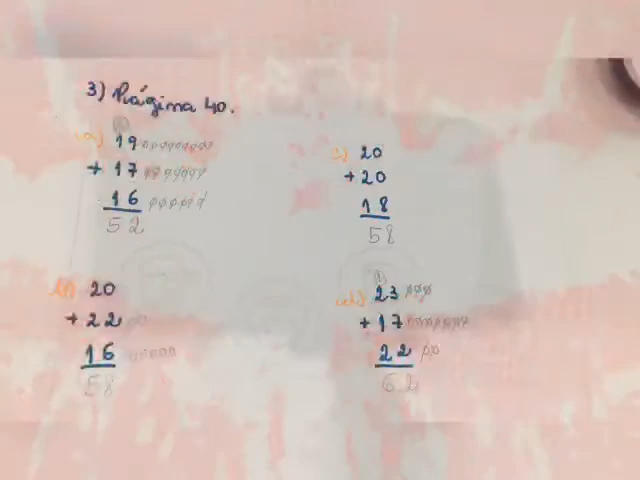 3) Página 40.
a) 19
+ 17
16
52
b) 20
+ 22
16
58
c) 20
+ 20
18
58
d) 23
+ 17
22
62